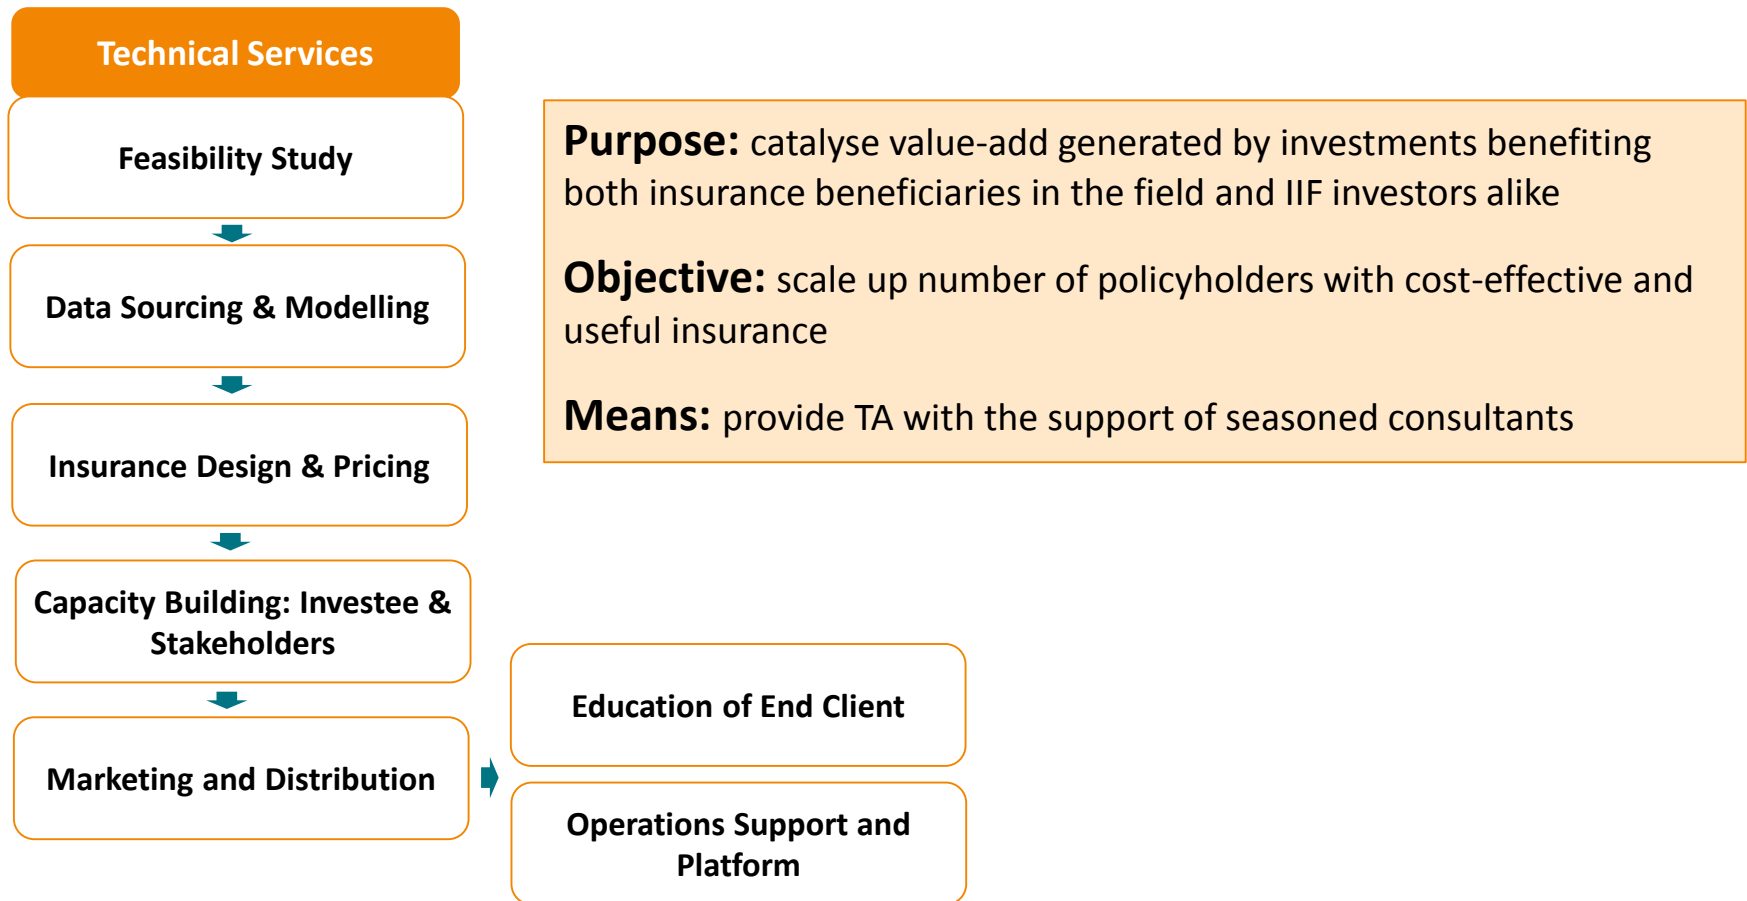 Technical Services
Feasibility Study
Data Sourcing & Modelling
Insurance Design & Pricing
Capacity Building: Investee &
Stakeholders
Marketing and Distribution
Education of End Client
Operations Support and
Platform
Purpose: catalyse value-add generated by investments benefiting
both insurance beneficiaries in the field and IIF investors alike
Objective: scale up number of policyholders with cost-effective and
useful insurance
Means: provide TA with the support of seasoned consultants